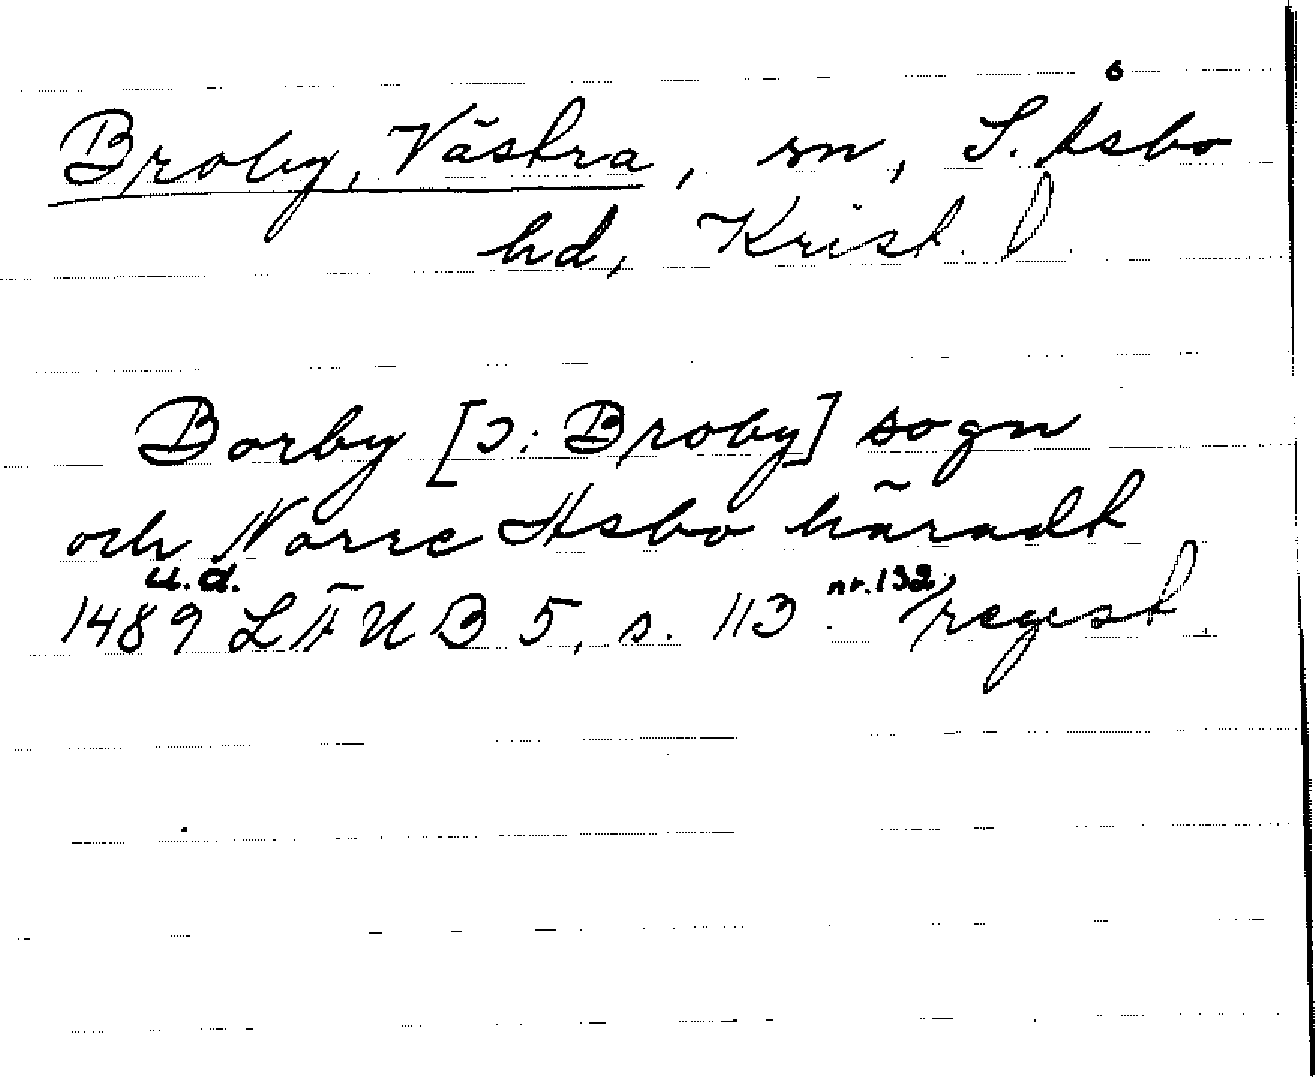 Broby, Västra, sn, S. Åsbo
hd, Krist. l.
Borby [ɔ: Broby] sogn
och Norre Asbo häradt
1489 u.d. LÄUB 5, s. 113 nr. 132, regest